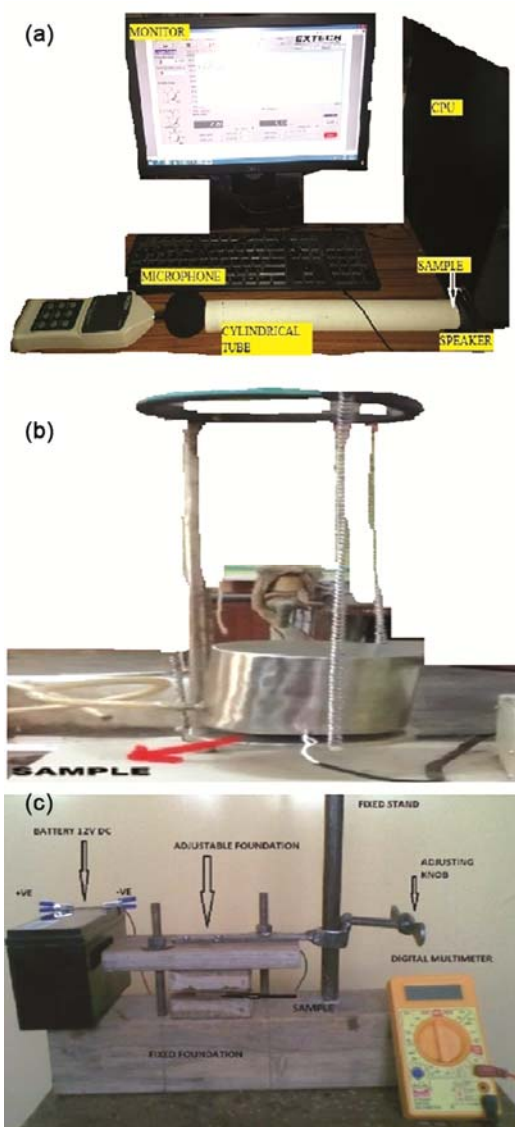 (a)
MONITOR
EXTECH
CPU
SAMPLE
MICROPHONE
CYLINDRICAL
TUBE
SPEAKER
(b)
SAMPLE
(c)
FIXED STAND
BATTERY 12V DC
ADJUSTABLE FOUNDATION
ADJUSTING
KNOB
+VE
-VE
DIGITAL MULTIMETER
SAMPLE
FIXED FOUNDATION